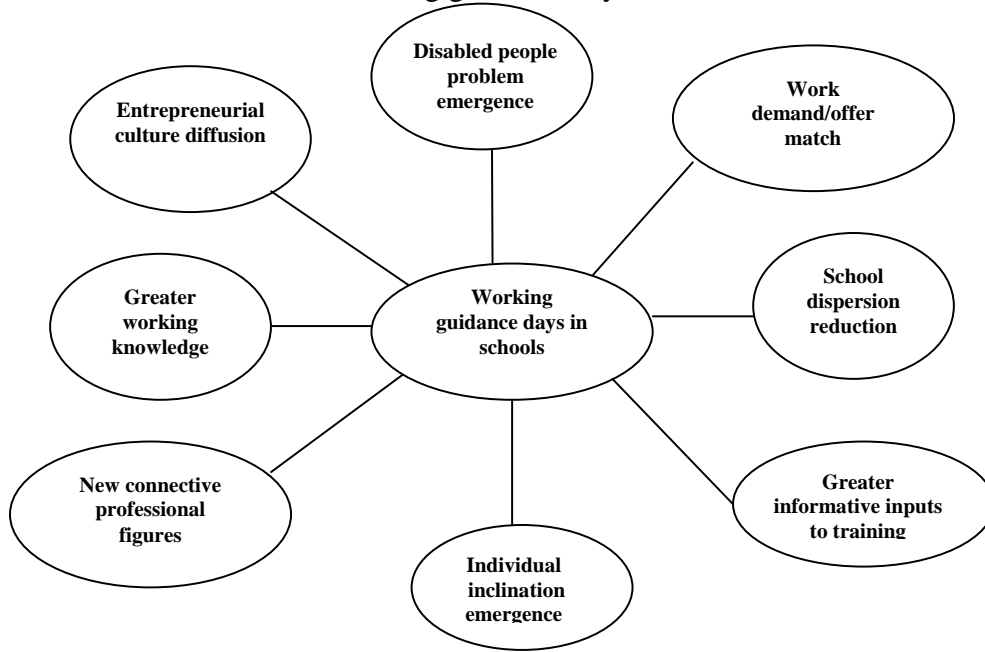 Disabled people
problem
emergence
Entrepreneurial
culture diffusion
Work
demand/offer
match
Greater
working
knowledge
Working
guidance days in
schools
School
dispersion
reduction
New connective
professional
figures
Individual
inclination
emergence
Greater
informative inputs
to training